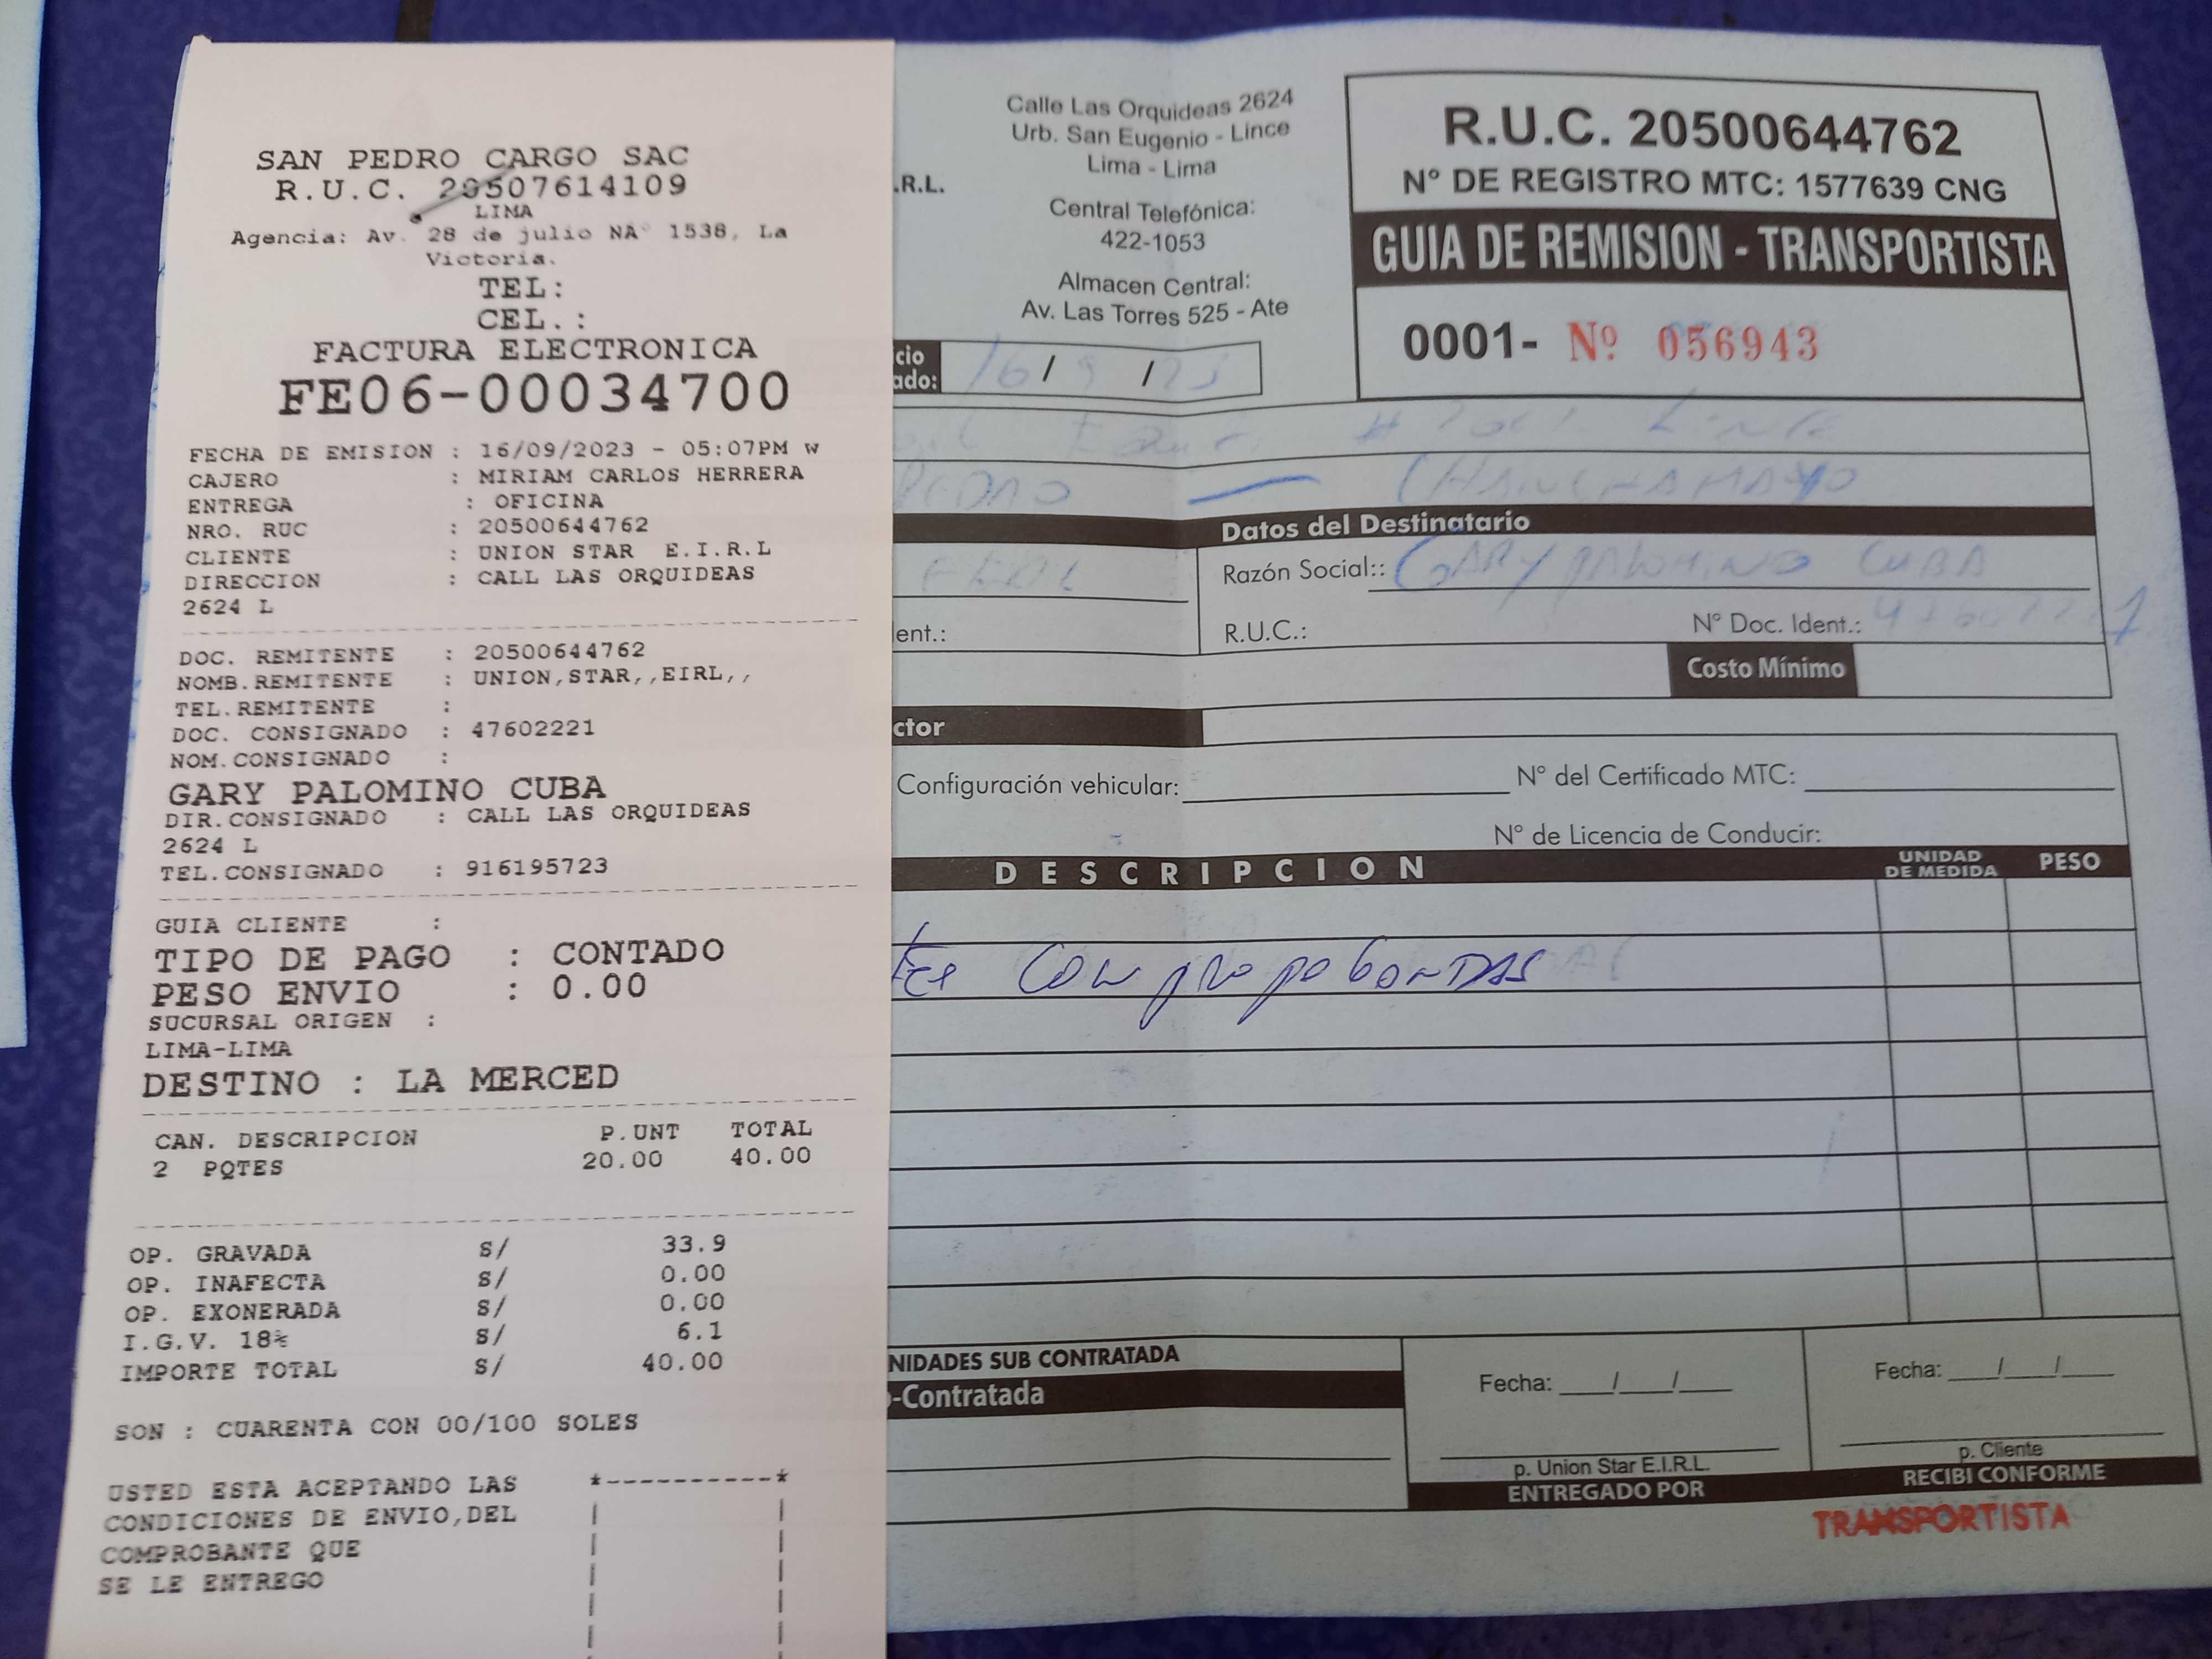 SAN PEDRO CARGO SAC
R.U.C. 20507614109
LIMA
Agencia: Av. 28 de julio NA° 1538, La
Victoria.
TEL:
CEL.:
FACTURA ELECTRONICA
FE06-00034700
FECHA DE EMISION : 16/09/2023 - 05:07PM w
CAJERO : MIRIAM CARLOS HERRERA
ENTREGA : OFICINA
NRO. RUC : 20500644762
CLIENTE : UNION STAR E.I.R.L
DIRECCION : CALL LAS ORQUIDEAS
2624 L
DOC. REMITENTE : 20500644762
NOMB.REMITENTE : UNION,STAR,,EIRL,,
TEL.REMITENTE :
DOC. CONSIGNADO : 47602221
NOM.CONSIGNADO :
GARY PALOMINO CUBA
DIR.CONSIGNADO : CALL LAS ORQUIDEAS
2624 L
TEL.CONSIGNADO : 916195723
GUIA CLIENTE :
TIPO DE PAGO : CONTADO
PESO ENVIO : 0.00
SUCURSAL ORIGEN :
LIMA-LIMA
DESTINO : LA MERCED
CAN. DESCRIPCION P.UNT TOTAL
2 PQTES 20.00 40.00
OP. GRAVADA S/ 33.9
OP. INAFECTA S/ 0.00
OP. EXONERADA S/ 0.00
I.G.V. 18% S/ 6.1
IMPORTE TOTAL S/ 40.00
SON : CUARENTA CON 00/100 SOLES
USTED ESTA ACEPTANDO LAS
CONDICIONES DE ENVIO,DEL
COMPROBANTE QUE
SE LE ENTREGO
.R.L.
Calle Las Orquideas 2624
Urb. San Eugenio - Lince
Lima - Lima
Central Telefónica:
422-1053
Almacen Central:
Av. Las Torres 525 - Ate
R.U.C. 20500644762
N° DE REGISTRO MTC: 1577639 CNG
GUIA DE REMISION - TRANSPORTISTA
0001- Nº 056943
cio
ado: 16/ 9 /23
PEDRO — CHANCHAMAYO
Datos del Destinatario
EIRL
Razón Social:: GARY PALOMINO CUBA
ent.:
R.U.C.: N° Doc. Ident.:
Costo Mínimo
ctor
Configuración vehicular: N° del Certificado MTC:
N° de Licencia de Conducir:
DESCRIPCION UNIDAD DE MEDIDA PESO
NIDADES SUB CONTRATADA
-Contratada
Fecha: / /
p. Union Star E.I.R.L.
ENTREGADO POR
Fecha: / /
p. Cliente
RECIBI CONFORME
TRANSPORTISTA